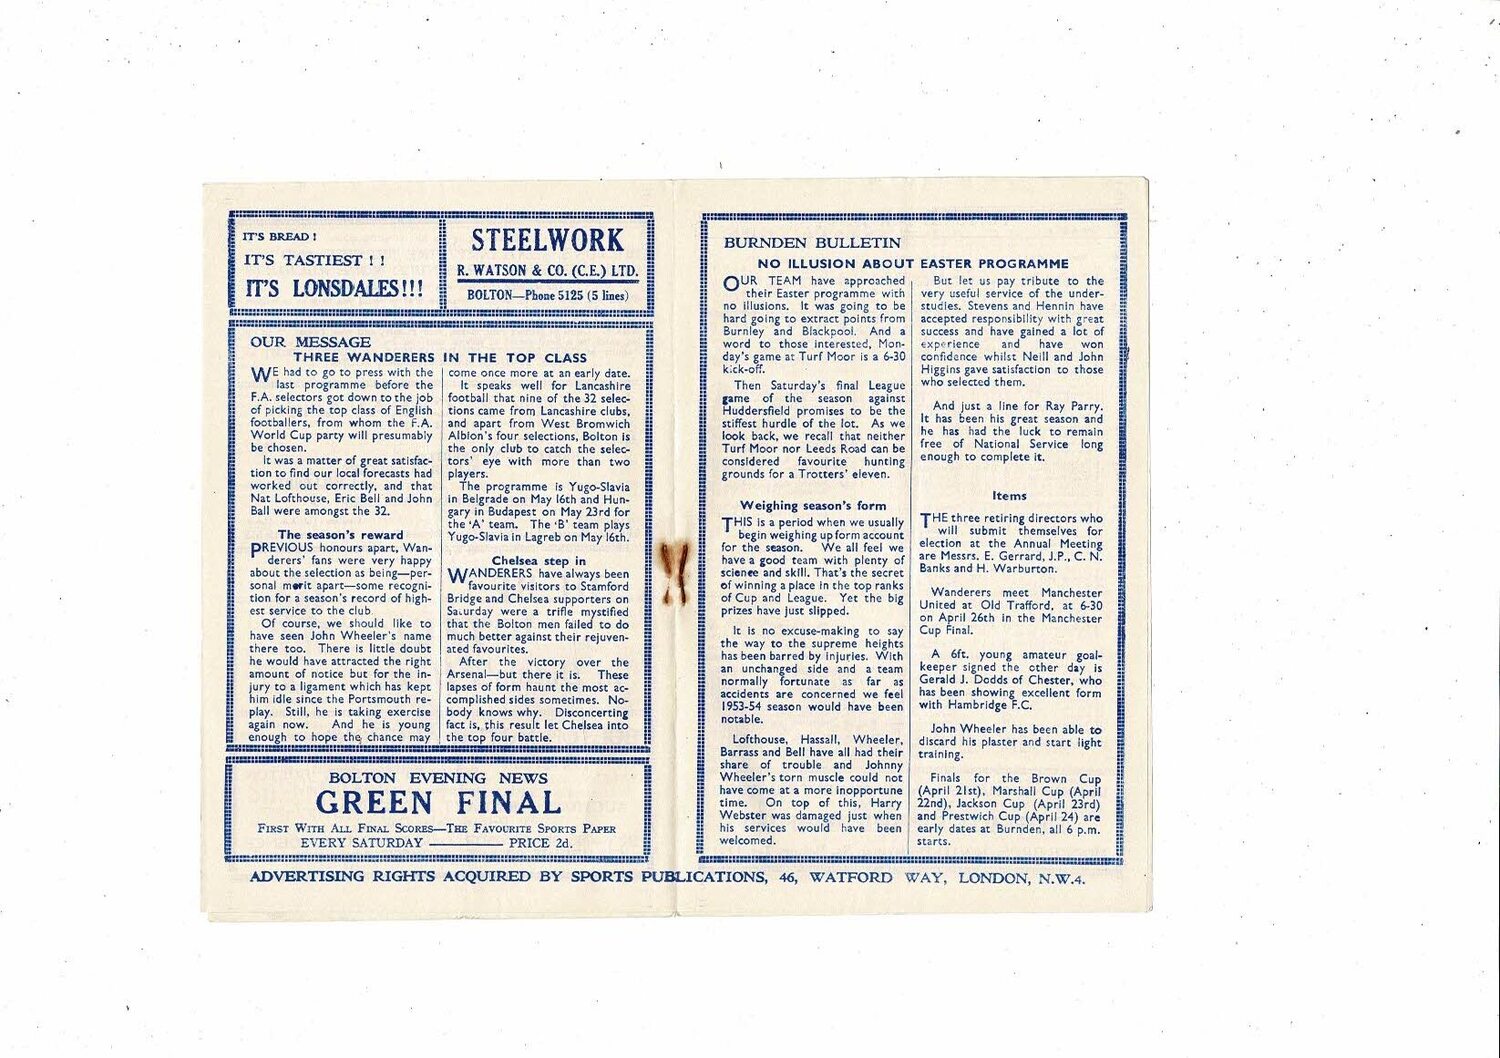 IT'S BREAD !
IT'S TASTIEST ! !
IT'S LONSDALES!!!
STEELWORK
R. WATSON & CO. (C.E.) LTD.
BOLTON—Phone 5125 (5 lines)
OUR MESSAGE
THREE WANDERERS IN THE TOP CLASS
WE had to go to press with the
last programme before the
F.A. selectors got down to the job
of picking the top class of English
footballers, from whom the F.A.
World Cup party will presumably
be chosen.
It was a matter of great satisfac-
tion to find our local forecasts had
worked out correctly, and that
Nat Lofthouse, Eric Bell and John
Ball were amongst the 32.
The season's reward
PREVIOUS honours apart, Wan-
derers' fans were very happy
about the selection as being—per-
sonal merit apart—some recogni-
tion for a season's record of high-
est service to the club.
Of course, we should like to
have seen John Wheeler's name
there too. There is little doubt
he would have attracted the right
amount of notice but for the in-
jury to a ligament which has kept
him idle since the Portsmouth re-
play. Still, he is taking exercise
again now. And he is young
enough to hope the chance may
come once more at an early date.
It speaks well for Lancashire
football that nine of the 32 selec-
tions came from Lancashire clubs,
and apart from West Bromwich
Albion's four selections, Bolton is
the only club to catch the selec-
tors' eye with more than two
players.
The programme is Yugo-Slavia
in Belgrade on May 16th and Hun-
gary in Budapest on May 23rd for
the 'A' team. The 'B' team plays
Yugo-Slavia in Lagreb on May 16th.
Chelsea step in
WANDERERS have always been
favourite visitors to Stamford
Bridge and Chelsea supporters on
Saturday were a trifle mystified
that the Bolton men failed to do
much better against their rejuven-
ated favourites.
After the victory over the
Arsenal—but there it is. These
lapses of form haunt the most ac-
complished sides sometimes. No-
body knows why. Disconcerting
fact is, this result let Chelsea into
the top four battle.
BOLTON EVENING NEWS
GREEN FINAL
FIRST WITH ALL FINAL SCORES—THE FAVOURITE SPORTS PAPER
EVERY SATURDAY ———— PRICE 2d.
BURNDEN BULLETIN
NO ILLUSION ABOUT EASTER PROGRAMME
OUR TEAM have approached
their Easter programme with
no illusions. It was going to be
hard going to extract points from
Burnley and Blackpool. And a
word to those interested, Mon-
day's game at Turf Moor is a 6-30
kick-off.
Then Saturday's final League
game of the season against
Huddersfield promises to be the
stiffest hurdle of the lot. As we
look back, we recall that neither
Turf Moor nor Leeds Road can be
considered favourite hunting
grounds for a Trotters' eleven.
Weighing season's form
THIS is a period when we usually
begin weighing up form account
for the season. We all feel we
have a good team with plenty of
science and skill. That's the secret
of winning a place in the top ranks
of Cup and League. Yet the big
prizes have just slipped.
It is no excuse-making to say
the way to the supreme heights
has been barred by injuries. With
an unchanged side and a team
normally fortunate as far as
accidents are concerned we feel
1953-54 season would have been
notable.
Lofthouse, Hassall, Wheeler,
Barrass and Bell have all had their
share of trouble and Johnny
Wheeler's torn muscle could not
have come at a more inopportune
time. On top of this, Harry
Webster was damaged just when
his services would have been
welcomed.
But let us pay tribute to the
very useful service of the under-
studies. Stevens and Hennin have
accepted responsibility with great
success and have gained a lot of
experience and have won
confidence whilst Neill and John
Higgins gave satisfaction to those
who selected them.
And just a line for Ray Parry.
It has been his great season and
he has had the luck to remain
free of National Service long
enough to complete it.
Items
THE three retiring directors who
will submit themselves for
election at the Annual Meeting
are Messrs. E. Gerrard, J.P., C. N.
Banks and H. Warburton.
Wanderers meet Manchester
United at Old Trafford, at 6-30
on April 26th in the Manchester
Cup Final.
A 6ft. young amateur goal-
keeper signed the other day is
Gerald J. Dodds of Chester, who
has been showing excellent form
with Hambridge F.C.
John Wheeler has been able to
discard his plaster and start light
training.
Finals for the Brown Cup
(April 21st), Marshall Cup (April
22nd), Jackson Cup (April 23rd)
and Prestwich Cup (April 24) are
early dates at Burnden, all 6 p.m.
starts.
ADVERTISING RIGHTS ACQUIRED BY SPORTS PUBLICATIONS, 46, WATFORD WAY, LONDON, N.W.4.